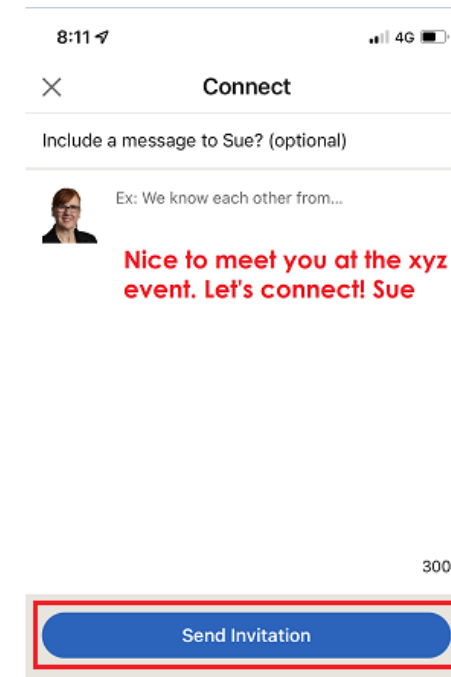 8:11 4G
Connect
Include a message to Sue? (optional)
Ex: We know each other from...
Nice to meet you at the xyz
event. Let's connect! Sue
300
Send Invitation